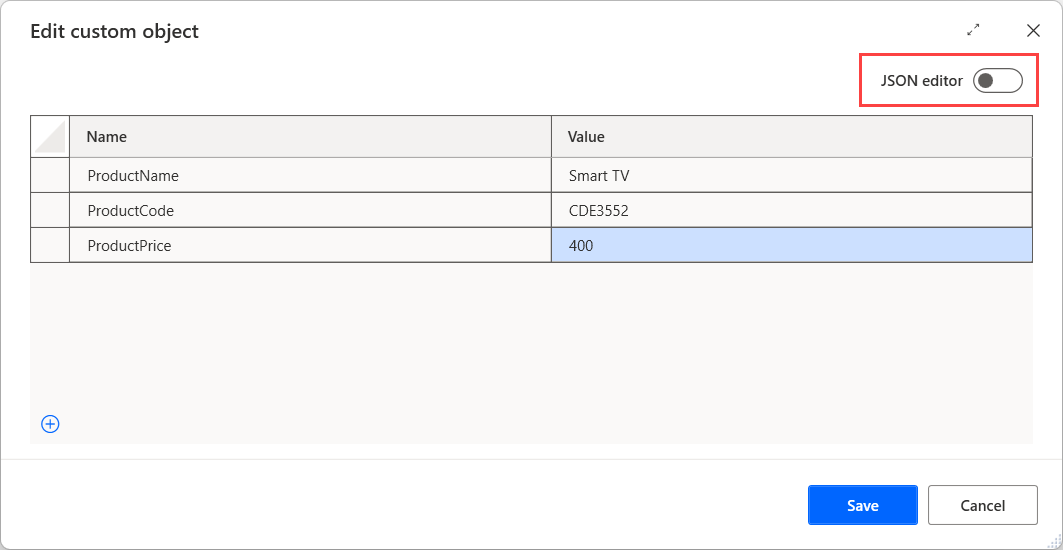 Edit custom object
JSON editor
Name Value
ProductName Smart TV
ProductCode CDE3552
ProductPrice 400
Save Cancel